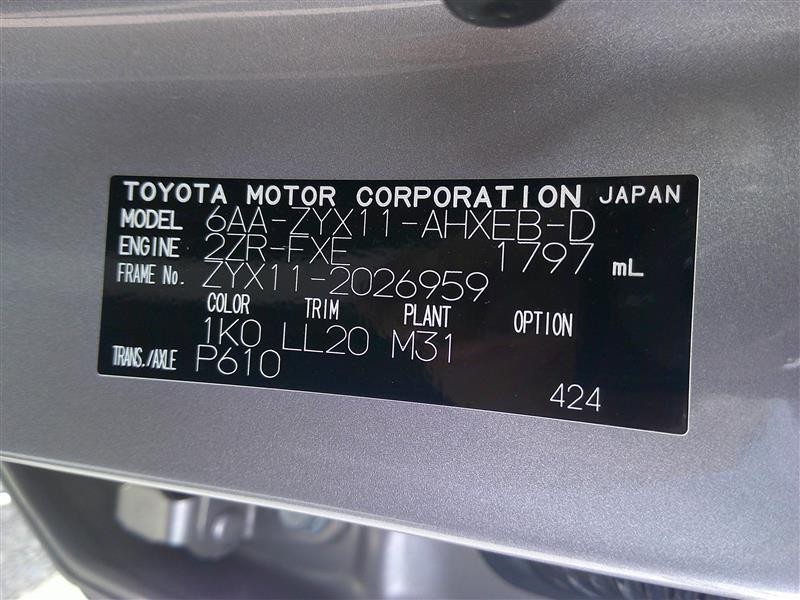 TOYOTA MOTOR CORPORATION JAPAN
MODEL 6AA-ZYX11-AHXEB-D
ENGINE 2ZR-FXE 1797 mL
FRAME No. ZYX11-2026959
COLOR TRIM PLANT OPTION
1K0 LL20 M31
TRANS./AXLE P610
424